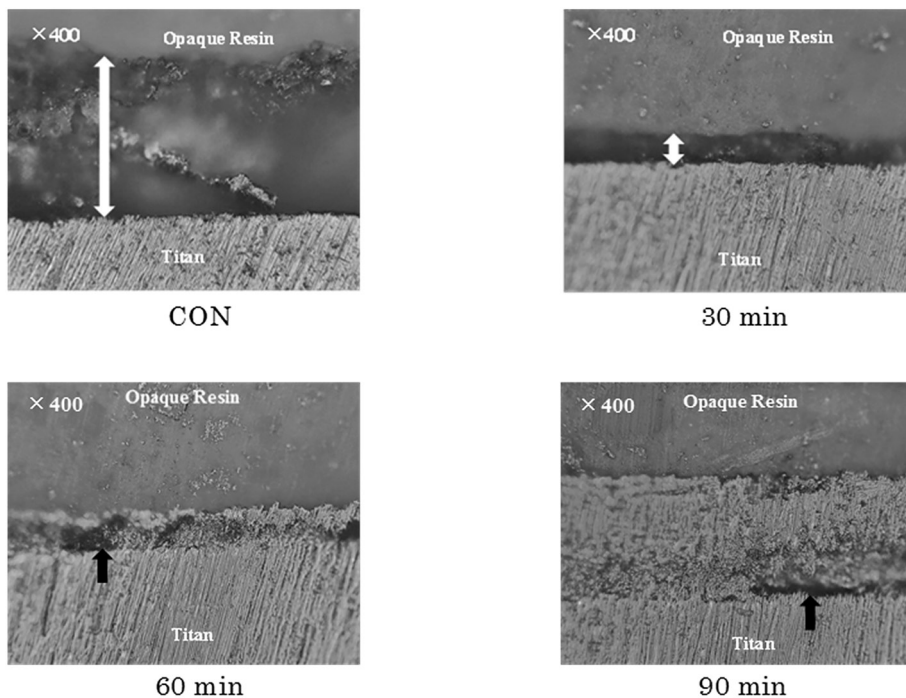 ×400
Opaque Resin
Titan
CON
×400
Opaque Resin
Titan
30 min
×400
Opaque Resin
Titan
60 min
×400
Opaque Resin
Titan
90 min